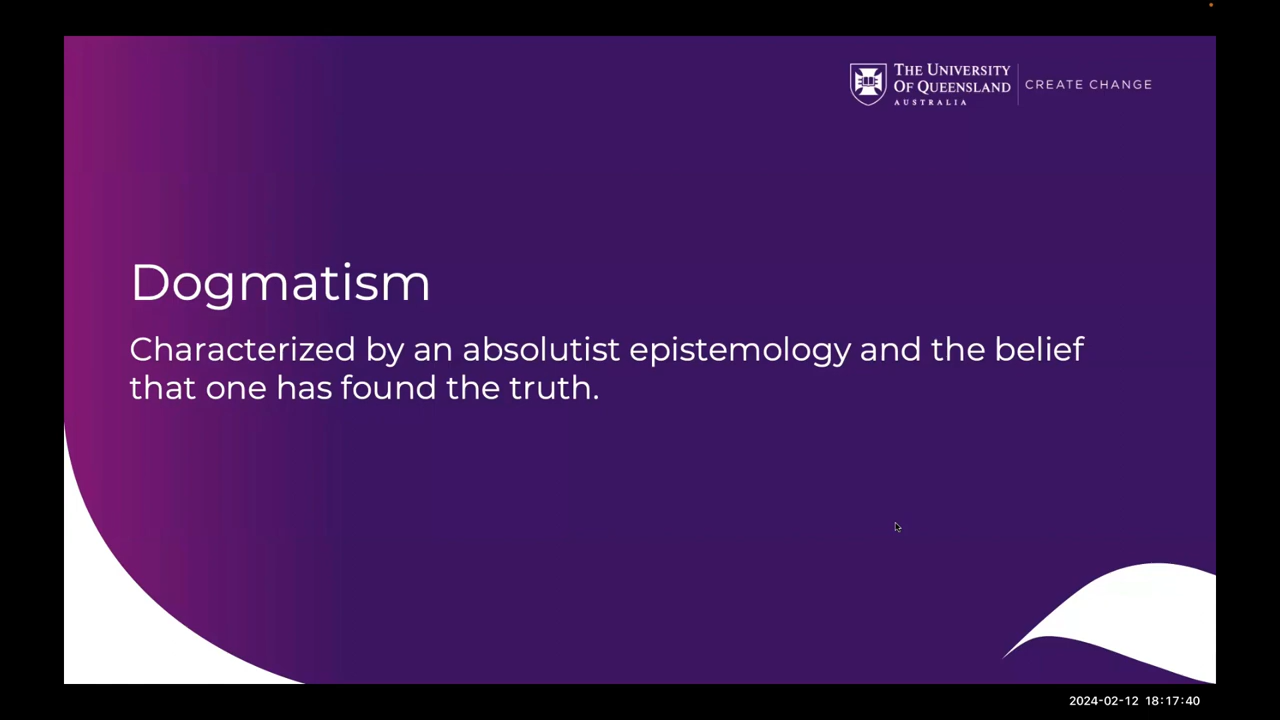 THE UNIVERSITY
OF QUEENSLAND
AUSTRALIA
CREATE CHANGE
Dogmatism
Characterized by an absolutist epistemology and the belief
that one has found the truth.
2024-02-12 18:17:40